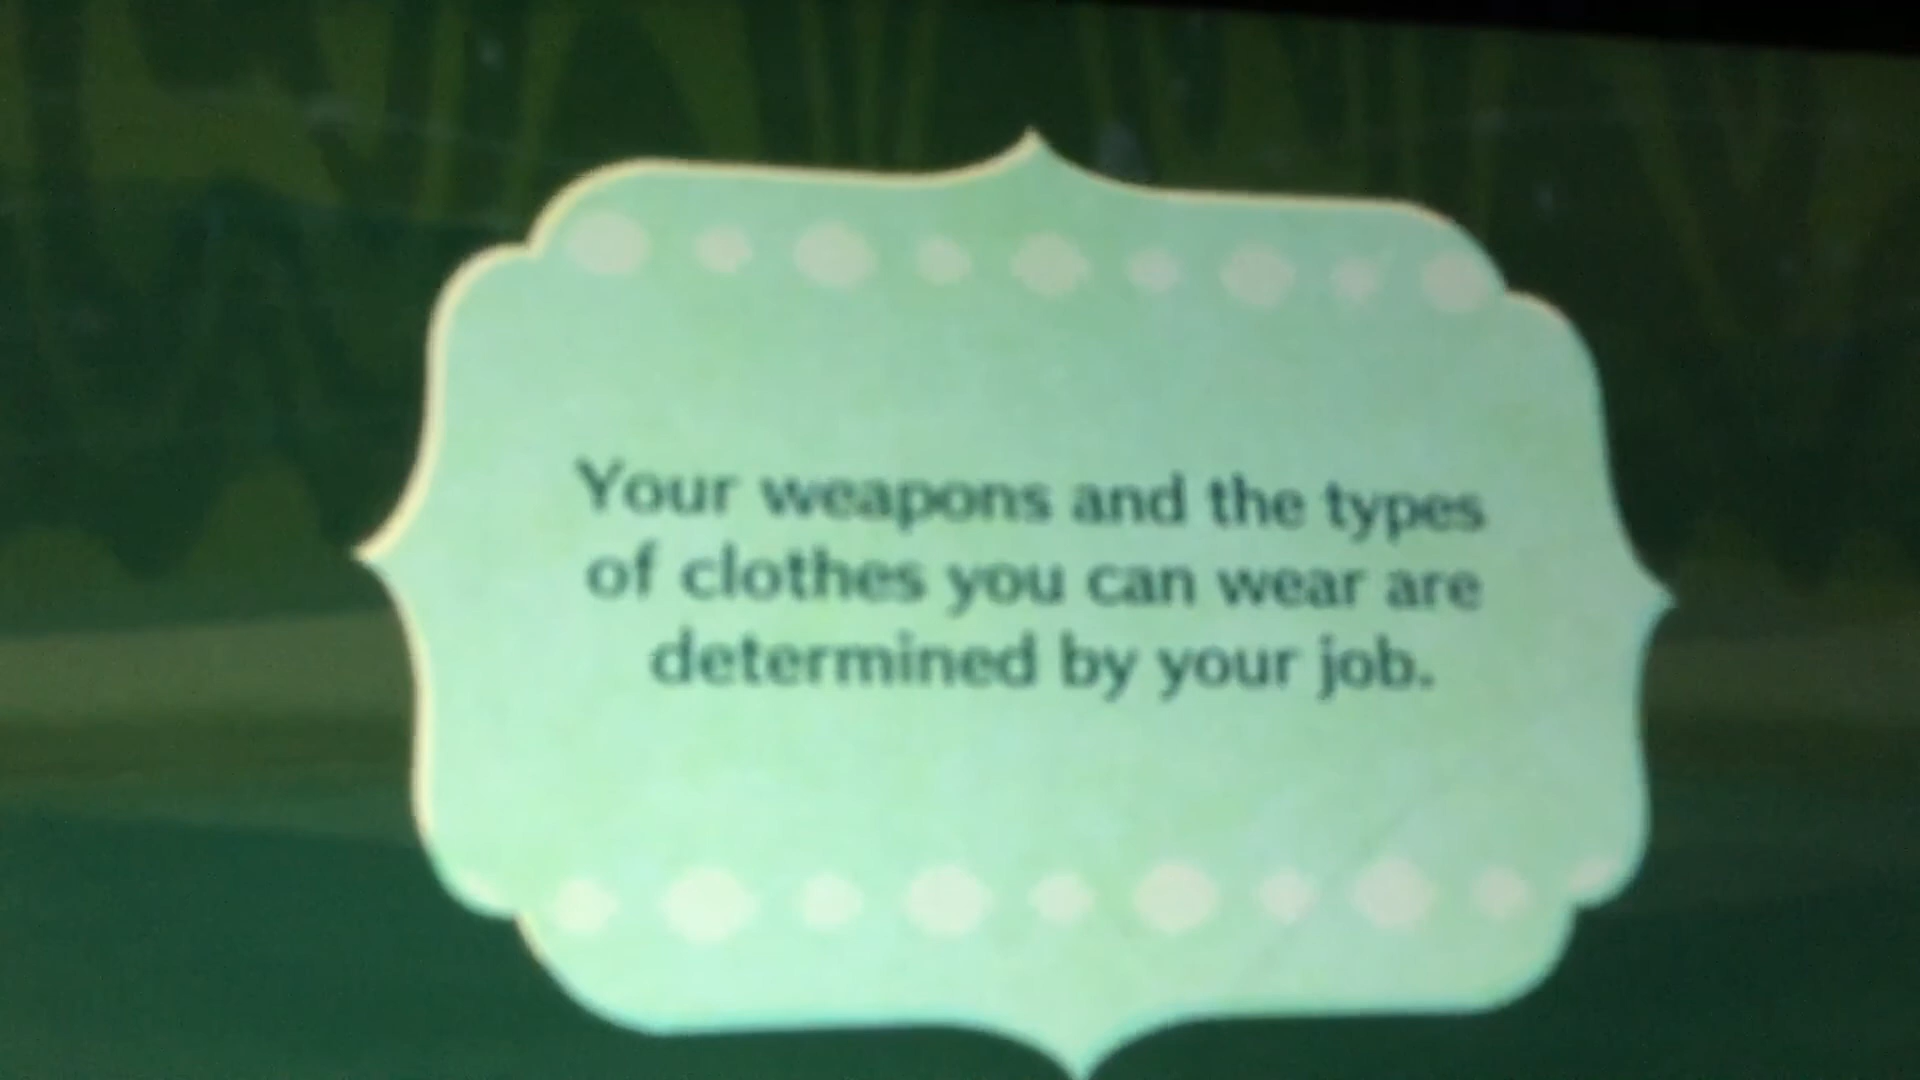 Your weapons and the types
of clothes you can wear are
determined by your job.